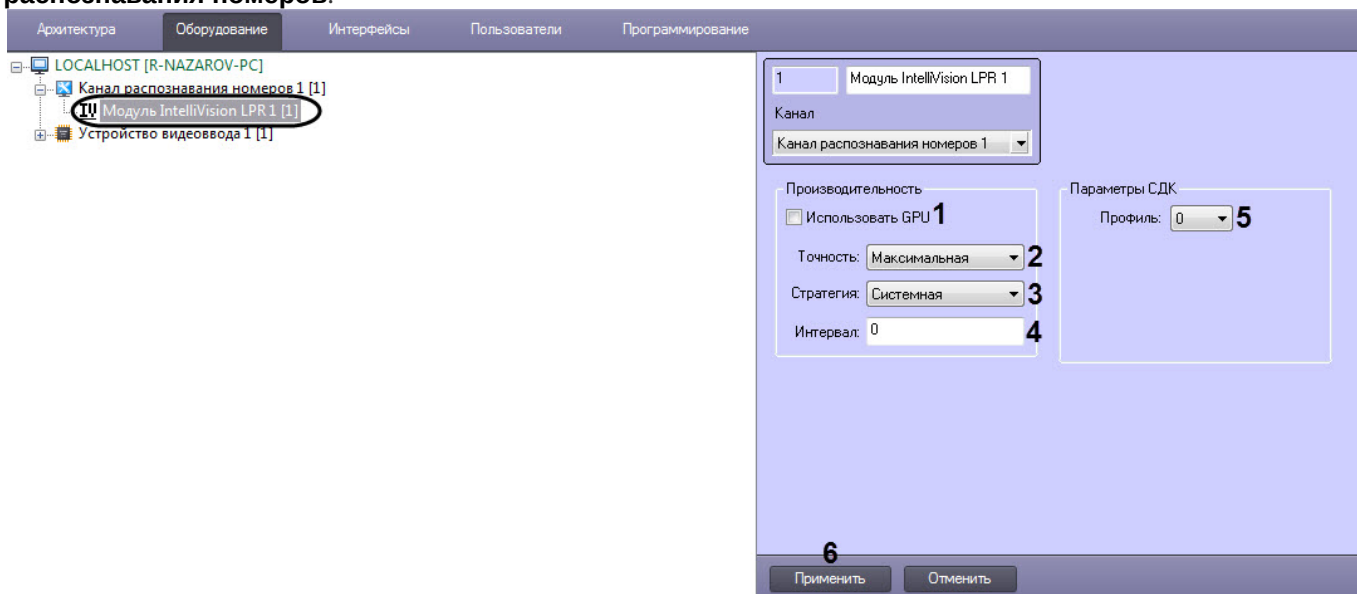 распознавания номеров.
Архитектура Оборудование Интерфейсы Пользователи Программирование
LOCALHOST [R-NAZAROV-PC]
Канал распознавания номеров 1 [1]
Модуль IntelliVision LPR 1 [1]
Устройство видеоввода 1 [1]
1 Модуль IntelliVision LPR 1
Канал
Канал распознавания номеров 1
Производительность
Использовать GPU 1
Точность: Максимальная 2
Стратегия: Системная 3
Интервал: 0 4
Параметры СДК
Профиль: 0 5
6
Применить Отменить